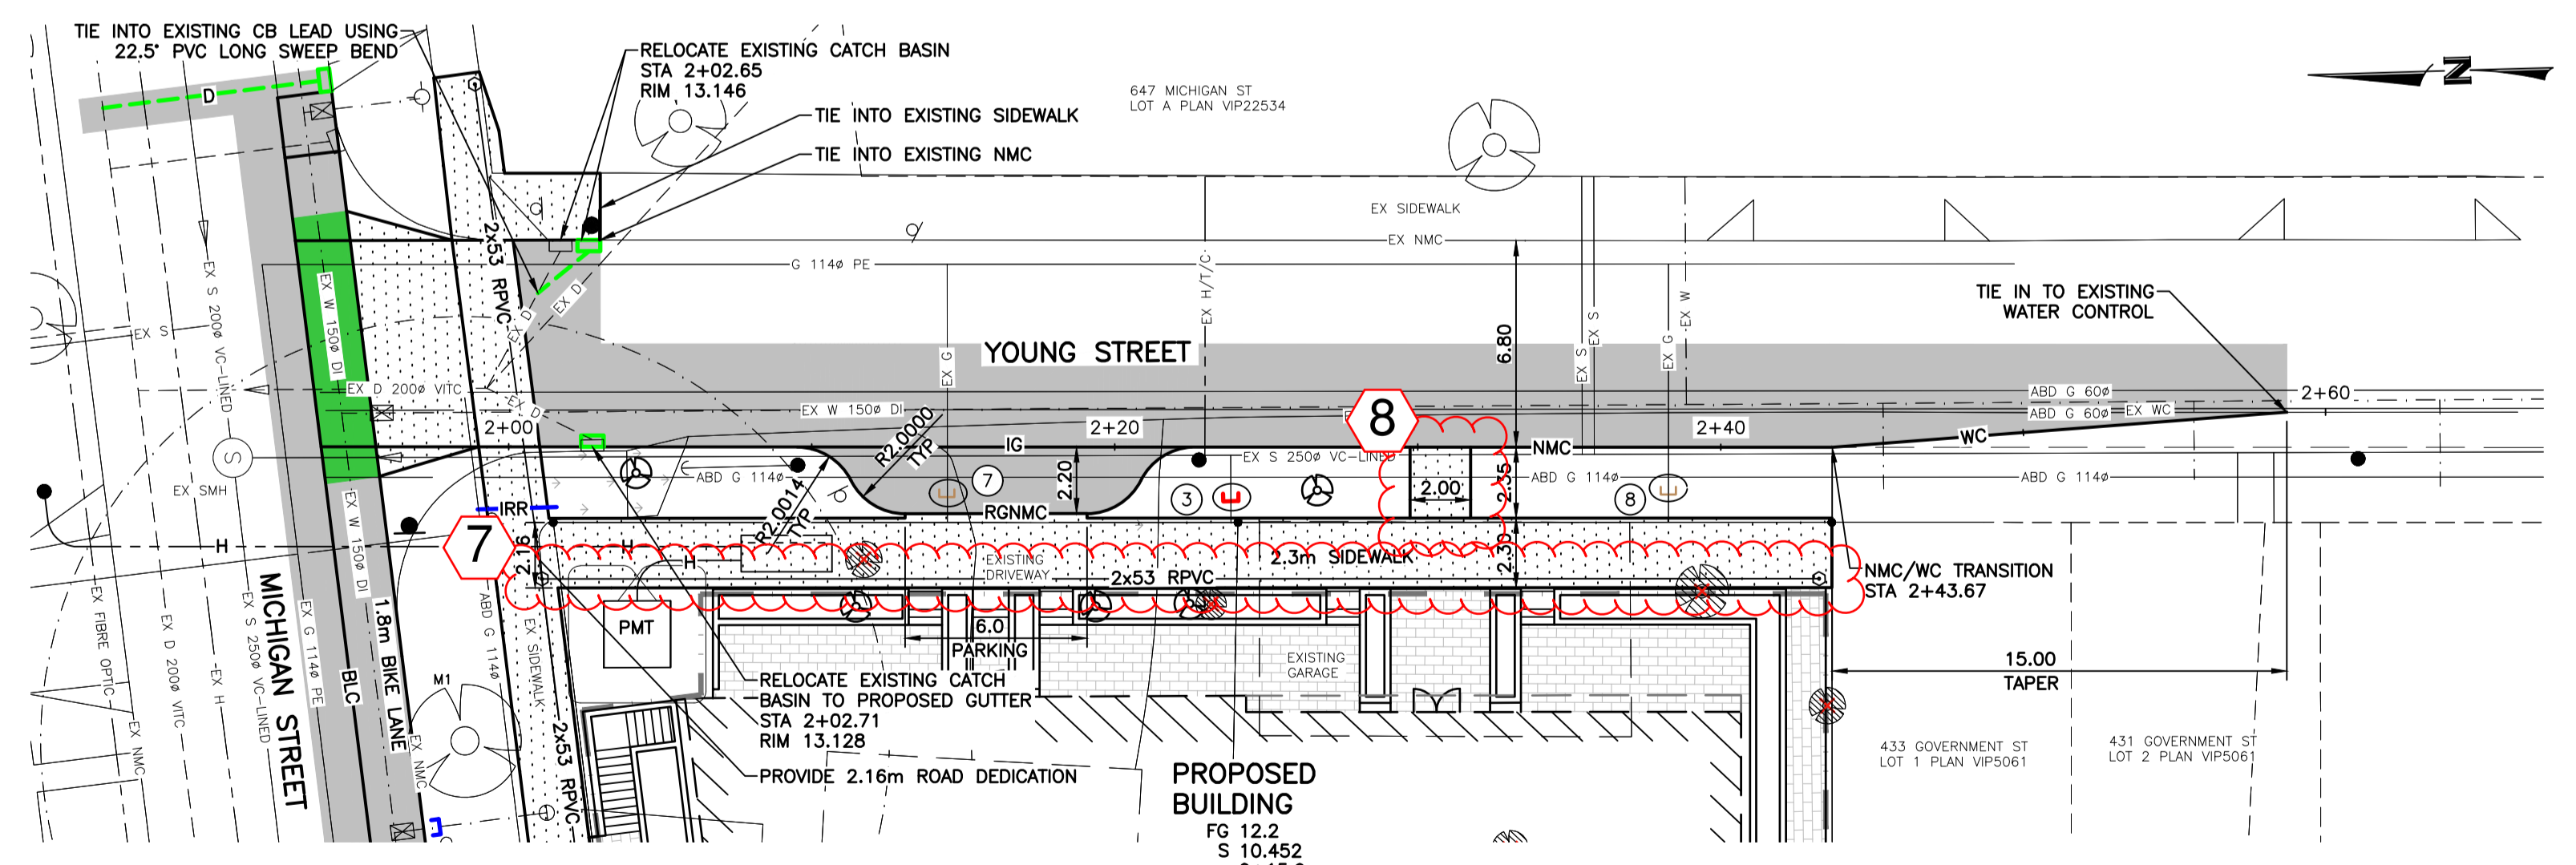 TIE INTO EXISTING CB LEAD USING
22.5° PVC LONG SWEEP BEND
RELOCATE EXISTING CATCH BASIN
STA 2+02.65
RIM 13.146
TIE INTO EXISTING SIDEWALK
TIE INTO EXISTING NMC
647 MICHIGAN ST
LOT A PLAN VIP22534
N
D
EX SIDEWALK
EX NMC
G 114ø PE
2x53 RPVC
EX H/T/C
EX S
EX S
EX G
EX W
EX G
TIE IN TO EXISTING
WATER CONTROL
YOUNG STREET
6.80
EX S 200ø VC-LINED
EX S
EX W 150ø DI
EX D
EX D
EX D 200ø VITC
EX D
EX W 150ø DI
ABD G 60ø
ABD G 60ø
EX WC
2+60
2+00
2+20
2+40
8
IG
NMC
WC
R2.0000
TYP
S
EX SMH
ABD G 114ø
EX S 250ø VC-LINED
ABD G 114ø
ABD G 114ø
2.20
7
3
2.00
2.35
8
IRR
R2.0014
TYP
RGNMC
7
H
H
H
2.16
EXISTING
DRIVEWAY
2.3m SIDEWALK
2x53 RPVC
2.30
NMC/WC TRANSITION
STA 2+43.67
PMT
6.0
PARKING
EXISTING
GARAGE
15.00
TAPER
EX FIBRE OPTIC
EX D 200ø VITC
EX H
EX S 250ø VC-LINED
MICHIGAN STREET
EX G 114ø PE
EX W 150ø DI
BLC
1.8m BIKE LANE
EX NMC
EX NMC
ABD G 114ø
EX SIDEWALK
2x53 RPVC
M1
RELOCATE EXISTING CATCH
BASIN TO PROPOSED GUTTER
STA 2+02.71
RIM 13.128
PROVIDE 2.16m ROAD DEDICATION
PROPOSED
BUILDING
FG 12.2
S 10.452
433 GOVERNMENT ST
LOT 1 PLAN VIP5061
431 GOVERNMENT ST
LOT 2 PLAN VIP5061